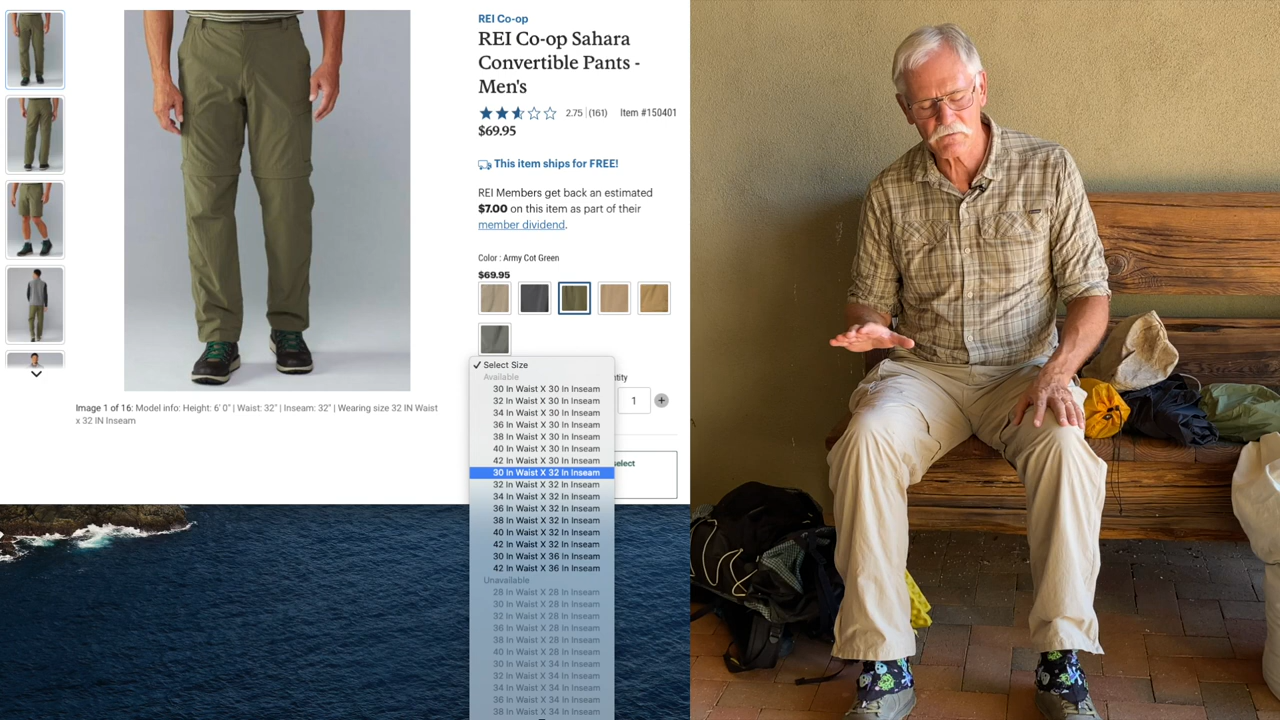 REI Co-op
REI Co-op Sahara
Convertible Pants -
Men's
2.75 (161) Item #150401
$69.95
This item ships for FREE!
REI Members get back an estimated
$7.00 on this item as part of their
member dividend.
Color : Army Cot Green
$69.95
✓ Select Size
Available
30 In Waist X 30 In Inseam
32 In Waist X 30 In Inseam
34 In Waist X 30 In Inseam
36 In Waist X 30 In Inseam
38 In Waist X 30 In Inseam
40 In Waist X 30 In Inseam
42 In Waist X 30 In Inseam
30 In Waist X 32 In Inseam
32 In Waist X 32 In Inseam
34 In Waist X 32 In Inseam
36 In Waist X 32 In Inseam
38 In Waist X 32 In Inseam
40 In Waist X 32 In Inseam
42 In Waist X 32 In Inseam
30 In Waist X 36 In Inseam
42 In Waist X 36 In Inseam
Unavailable
28 In Waist X 28 In Inseam
30 In Waist X 28 In Inseam
32 In Waist X 28 In Inseam
36 In Waist X 28 In Inseam
38 In Waist X 28 In Inseam
40 In Waist X 28 In Inseam
30 In Waist X 34 In Inseam
32 In Waist X 34 In Inseam
34 In Waist X 34 In Inseam
36 In Waist X 34 In Inseam
38 In Waist X 34 In Inseam
ntity
1
select
Image 1 of 16: Model info: Height: 6' 0" | Waist: 32" | Inseam: 32" | Wearing size 32 IN Waist
x 32 IN Inseam